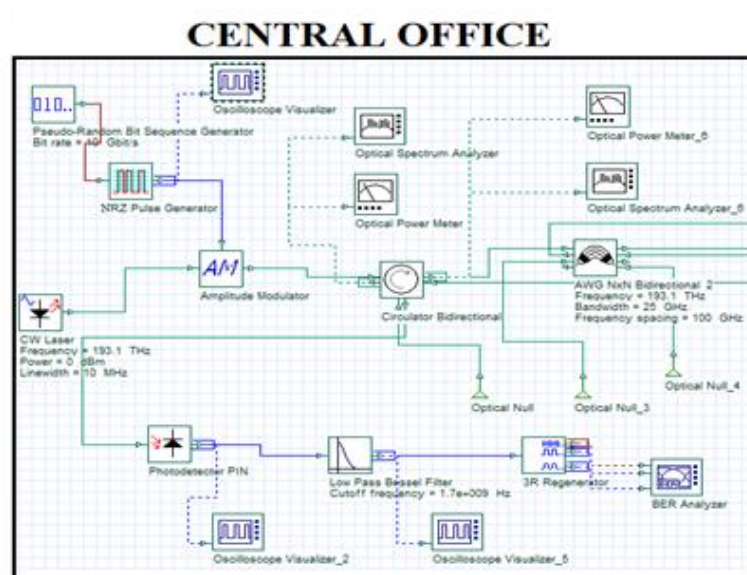 CENTRAL OFFICE
010..
Pseudo-Random Bit Sequence Generator
Bit rate = 10 Gbit/s
Oscilloscope Visualizer
Optical Spectrum Analyzer
Optical Power Meter_6
NRZ Pulse Generator
Optical Power Meter
Optical Spectrum Analyzer_6
AM
Amplitude Modulator
Circulator Bidirectional
AWG NxN Bidirectional_2
Frequency = 193.1 THz
Bandwidth = 25 GHz
Frequency spacing = 100 GHz
CW Laser
Frequency = 193.1 THz
Power = 0 dBm
Linewidth = 10 MHz
Optical Null
Optical Null_3
Optical Null_4
Photodetector PIN
Low Pass Bessel Filter
Cutoff frequency = 1.7e+009 Hz
3R Regenerator
BER Analyzer
Oscilloscope Visualizer_2
Oscilloscope Visualizer_5